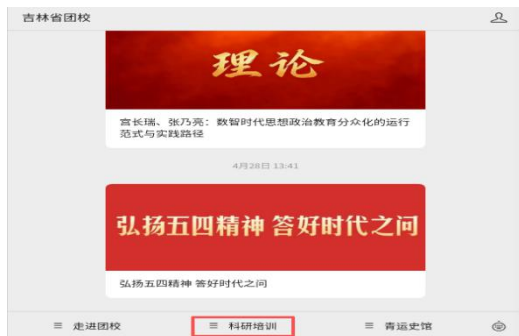 吉林省团校
理论
宫长瑞、张乃亮：数智时代思想政治教育分众化的运行
范式与实践路径
4月28日 13:41
弘扬五四精神 答好时代之问
弘扬五四精神 答好时代之问
走进团校
科研培训
青运史馆